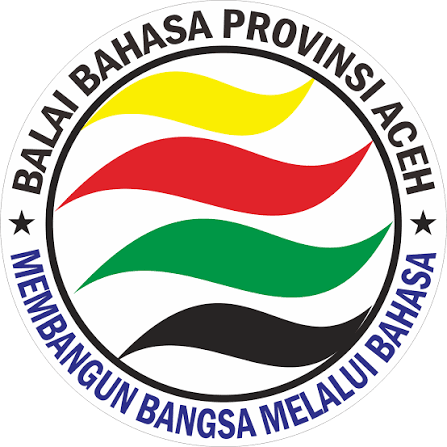 BALAI BAHASA PROVINSI ACEH
MEMBANGUN BANGSA MELALUI BAHASA